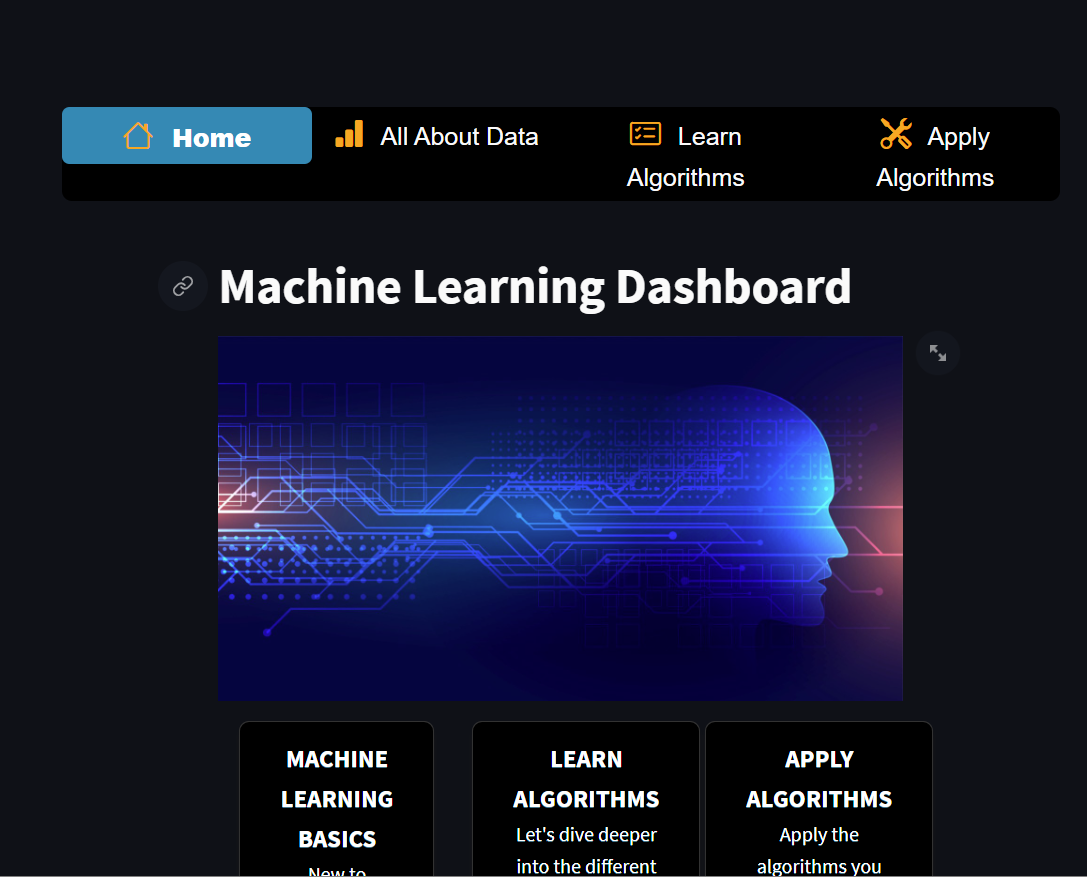 Home
All About Data
Learn
Algorithms
Apply
Algorithms
Machine Learning Dashboard
MACHINE
LEARNING
BASICS
New to
LEARN
ALGORITHMS
Let's dive deeper
into the different
APPLY
ALGORITHMS
Apply the
algorithms you